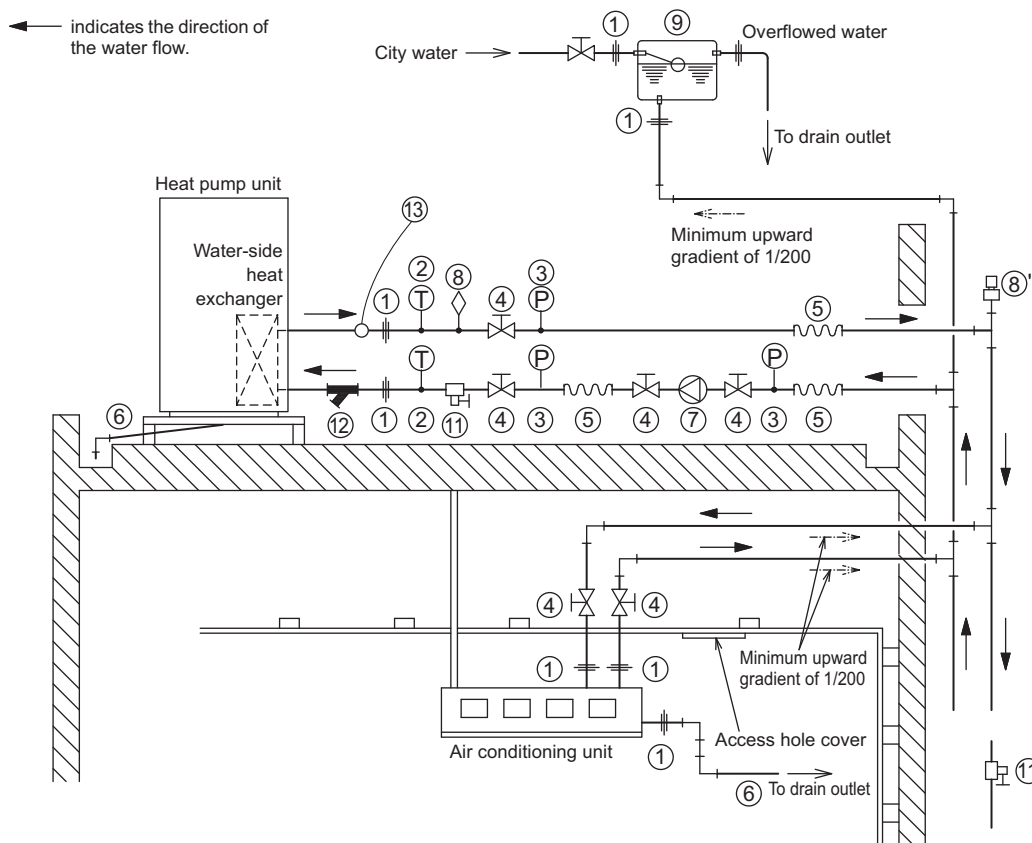 indicates the direction of
the water flow.
City water
①
⑨
Overflowed water
①
To drain outlet
Heat pump unit
⑬
Minimum upward
gradient of 1/200
Water-side
heat
exchanger
②
⑧
④
③
T
P
①
⑤
⑧'
T
P
P
⑥
⑫
①
②
⑪
④
③
⑤
④
⑦
④
③
⑤
④
④
①
①
Minimum upward
gradient of 1/200
Access hole cover
Air conditioning unit
①
⑥
To drain outlet